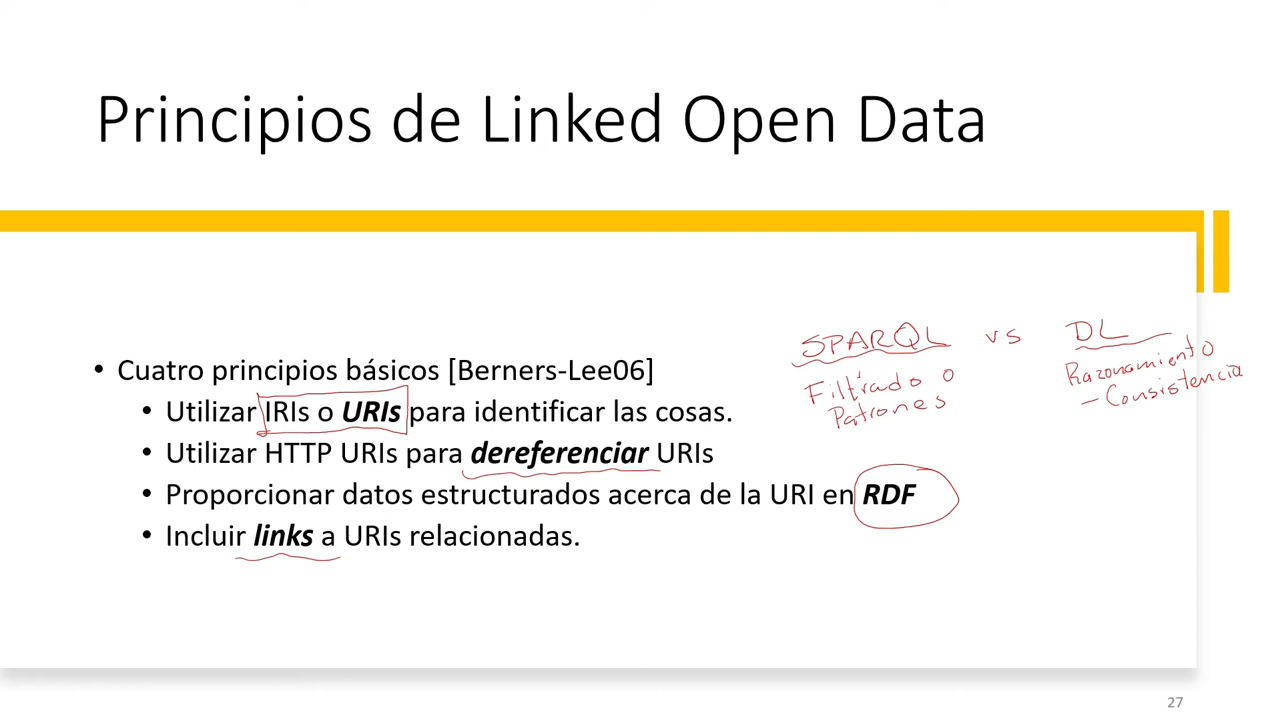 Principios de Linked Open Data
SPARQL vs DL
Filtrado o
Patrones
Razonamiento
- Consistencia
• Cuatro principios básicos [Berners-Lee06]
• Utilizar IRIs o URIs para identificar las cosas.
• Utilizar HTTP URIs para dereferenciar URIs
• Proporcionar datos estructurados acerca de la URI en RDF
• Incluir links a URIs relacionadas.
27